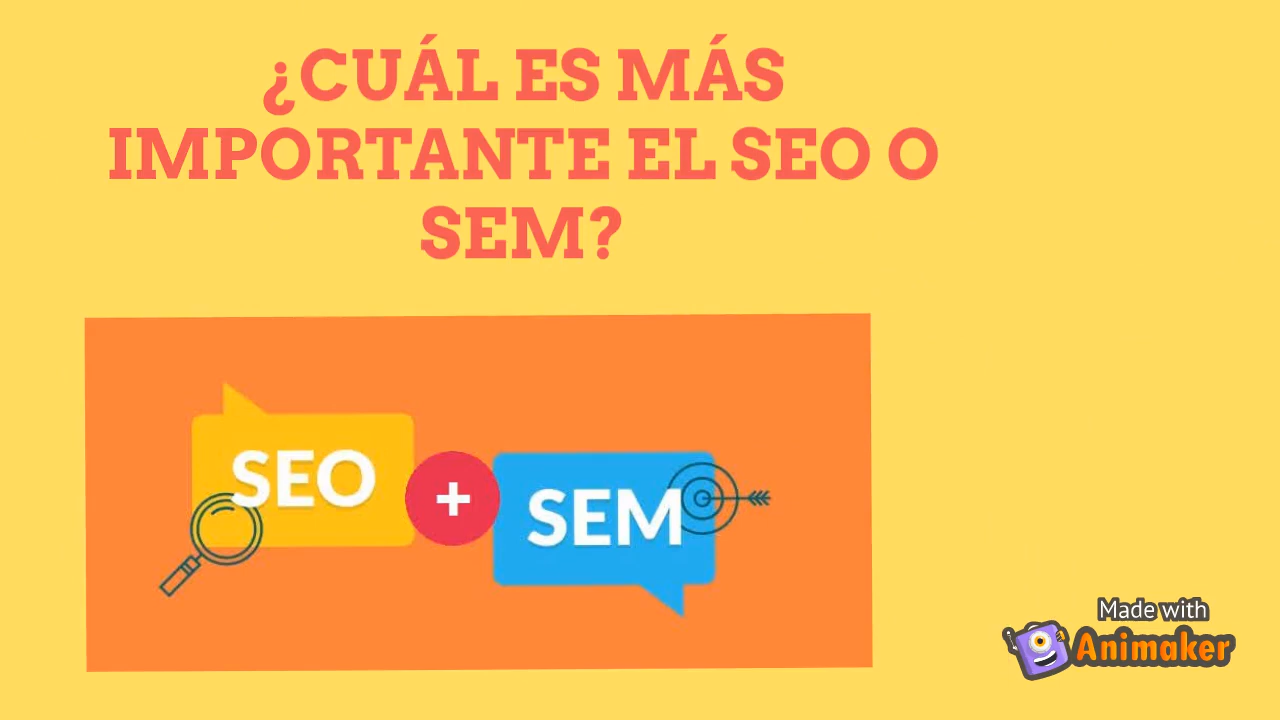 ¿CUÁL ES MÁS
IMPORTANTE EL SEO O
SEM?
SEO
+
SEM
Made with
Animaker